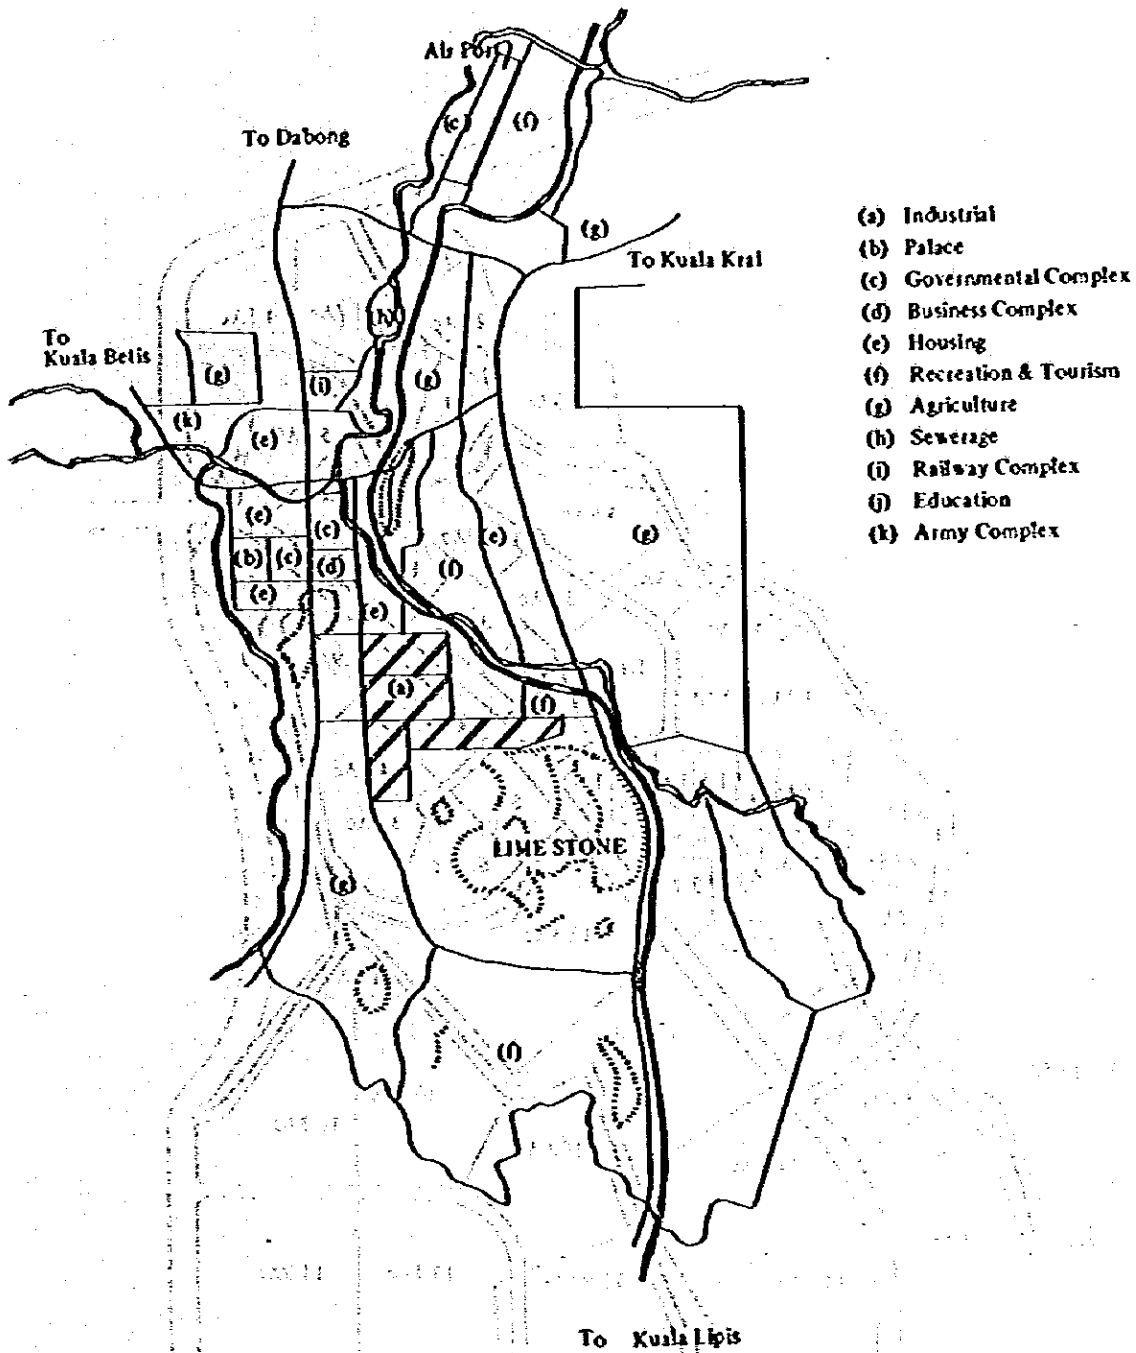 Air Port
(c)
(f)
To Dabong
(g)
To Kuala Krai
(a) Industrial
(b) Palace
(c) Governmental Complex
(d) Business Complex
(e) Housing
(f) Recreation & Tourism
(g) Agriculture
(h) Sewerage
(i) Railway Complex
(j) Education
(k) Army Complex
(h)
To
Kuala Betis
(g)
(i)
(g)
(k)
(e)
(e)
(c)
(e)
(g)
(b)
(c)
(d)
(f)
(e)
(e)
(a)
(f)
LIME STONE
(g)
(f)
To Kuala Lipis